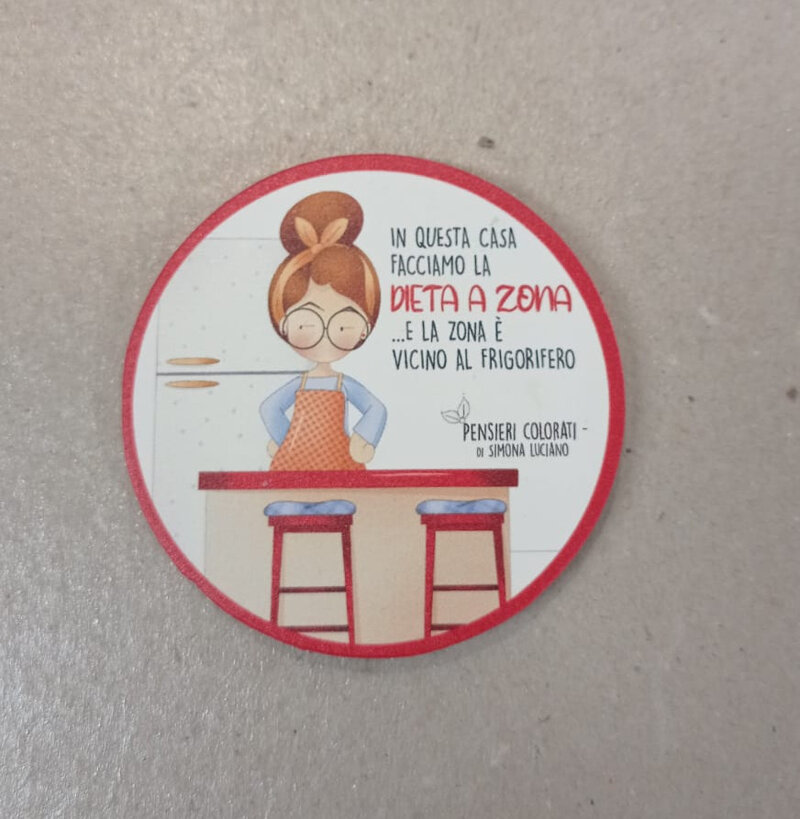 IN QUESTA CASA
FACCIAMO LA
DIETA A ZONA
...E LA ZONA È
VICINO AL FRIGORIFERO
PENSIERI COLORATI -
DI SIMONA LUCIANO